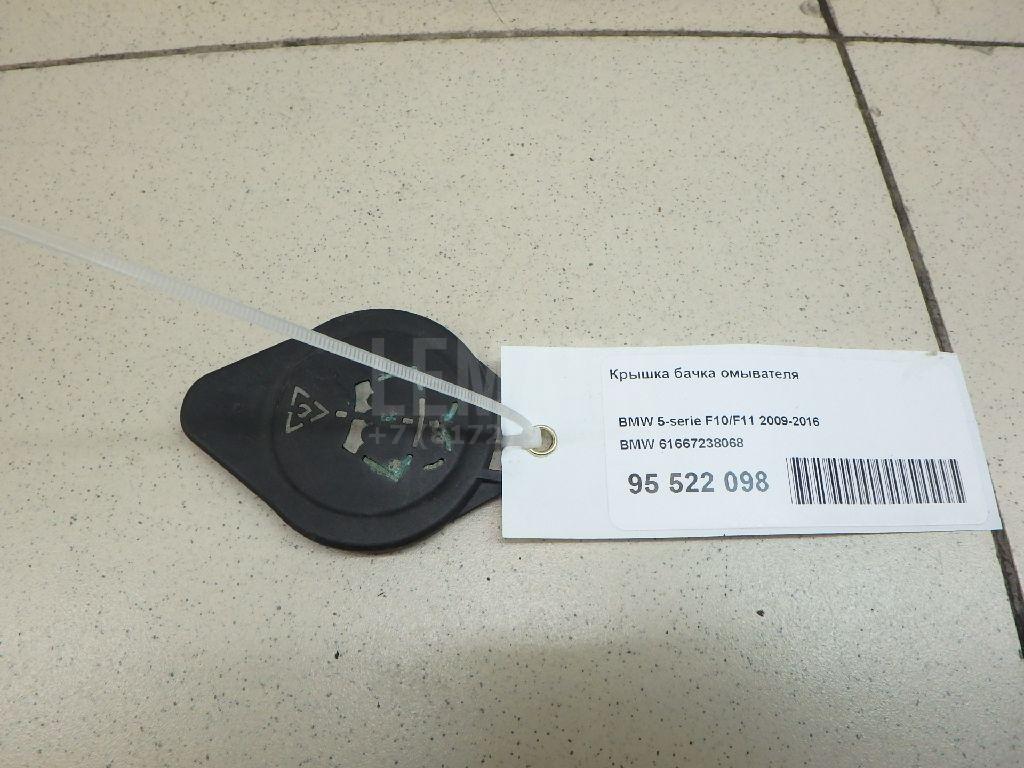 Крышка бачка омывателя
BMW 5-serie F10/F11 2009-2016
BMW 61667238068
95 522 098